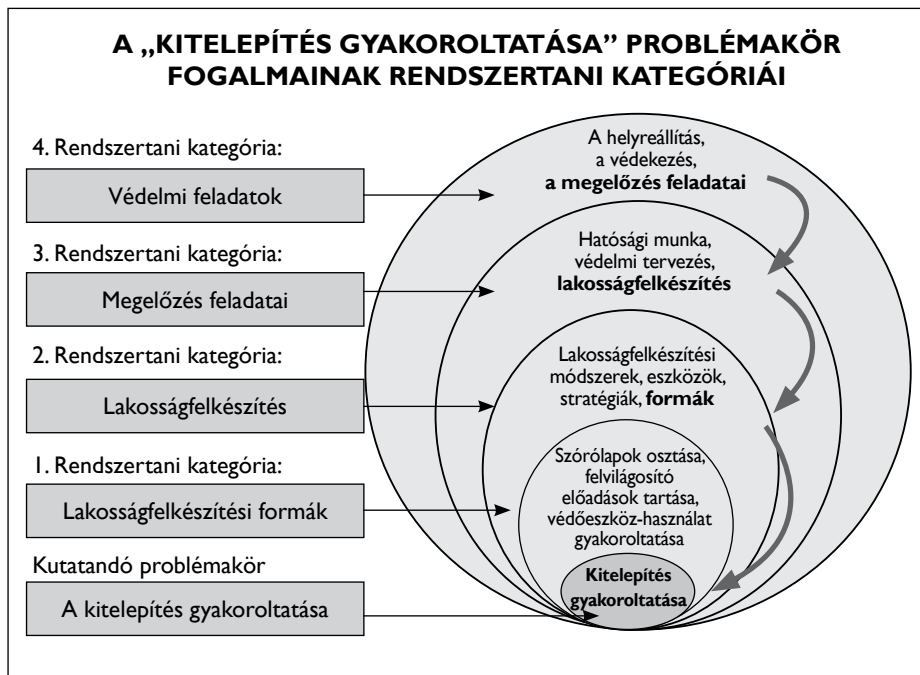 A „KITELEPÍTÉS GYAKOROLTATÁSA” PROBLÉMAKÖR
FOGALMAINAK RENDSZERTANI KATEGÓRIÁI
4. Rendszertani kategória:
Védelmi feladatok
3. Rendszertani kategória:
Megelőzés feladatai
2. Rendszertani kategória:
Lakosságfelkészítés
1. Rendszertani kategória:
Lakosságfelkészítési formák
Kutatandó problémakör
A kitelepítés gyakoroltatása
A helyreállítás,
a védekezés,
a megelőzés feladatai
Hatósági munka,
védelmi tervezés,
lakosságfelkészítés
Lakosságfelkészítési
módszerek, eszközök,
stratégiák, formák
Szórólapok osztása,
felvilágosító
előadások tartása,
védőeszköz-használat
gyakoroltatása
Kitelepítés
gyakoroltatása